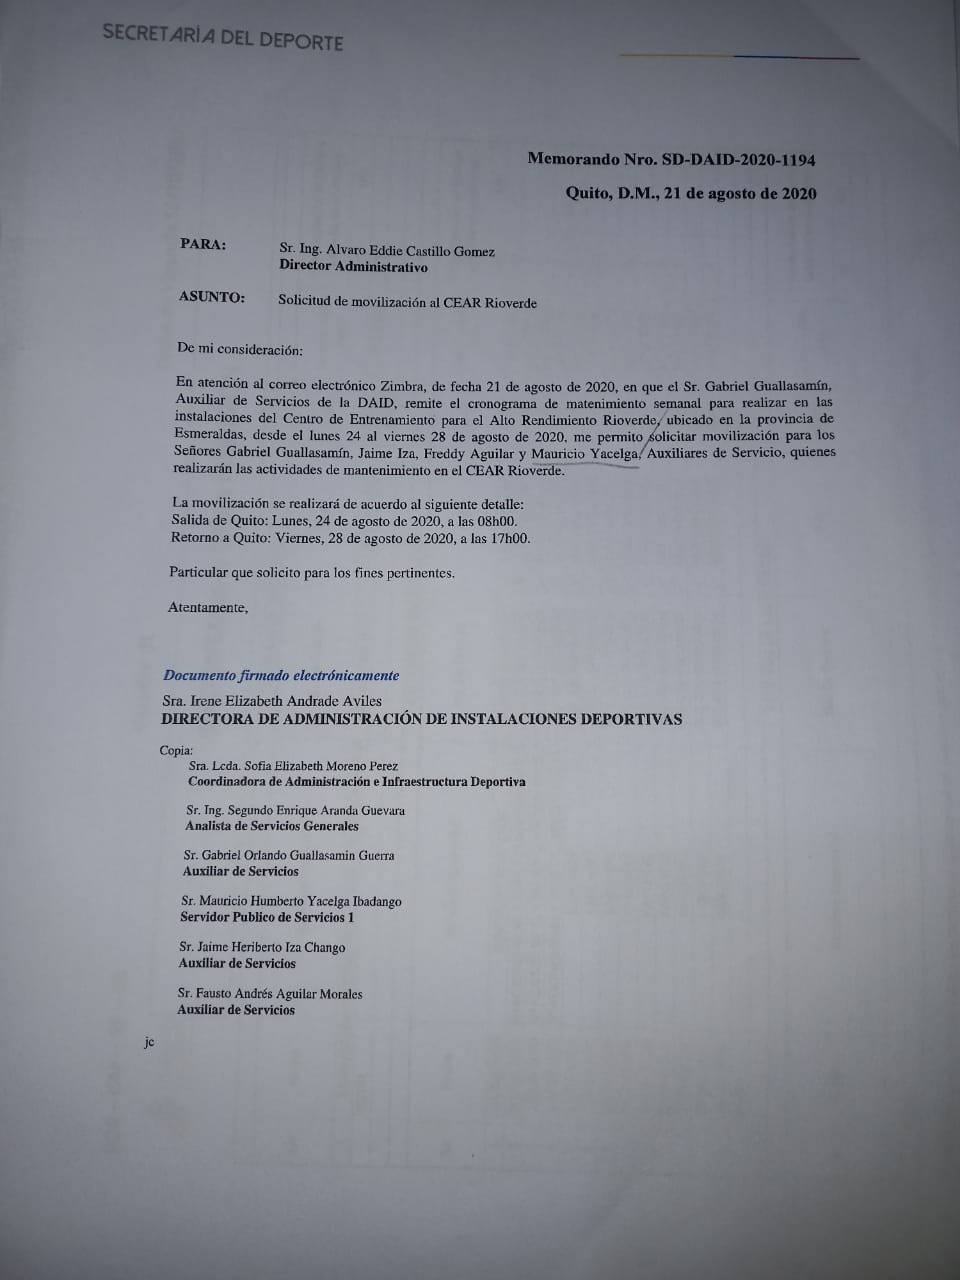 SECRETARÍA DEL DEPORTE
Memorando Nro. SD-DAID-2020-1194
Quito, D.M., 21 de agosto de 2020
PARA: Sr. Ing. Alvaro Eddie Castillo Gomez
Director Administrativo
ASUNTO: Solicitud de movilización al CEAR Rioverde
De mi consideración:
En atención al correo electrónico Zimbra, de fecha 21 de agosto de 2020, en que el Sr. Gabriel Guallasamín,
Auxiliar de Servicios de la DAID, remite el cronograma de matenimiento semanal para realizar en las
instalaciones del Centro de Entrenamiento para el Alto Rendimiento Rioverde, ubicado en la provincia de
Esmeraldas, desde el lunes 24 al viernes 28 de agosto de 2020, me permito solicitar movilización para los
Señores Gabriel Guallasamín, Jaime Iza, Freddy Aguilar y Mauricio Yacelga, Auxiliares de Servicio, quienes
realizarán las actividades de mantenimiento en el CEAR Rioverde.
La movilización se realizará de acuerdo al siguiente detalle:
Salida de Quito: Lunes, 24 de agosto de 2020, a las 08h00.
Retorno a Quito: Viernes, 28 de agosto de 2020, a las 17h00.
Particular que solicito para los fines pertinentes.
Atentamente,
Documento firmado electrónicamente
Sra. Irene Elizabeth Andrade Aviles
DIRECTORA DE ADMINISTRACIÓN DE INSTALACIONES DEPORTIVAS
Copia:
Sra. Lcda. Sofia Elizabeth Moreno Perez
Coordinadora de Administración e Infraestructura Deportiva
Sr. Ing. Segundo Enrique Aranda Guevara
Analista de Servicios Generales
Sr. Gabriel Orlando Guallasamin Guerra
Auxiliar de Servicios
Sr. Mauricio Humberto Yacelga Ibadango
Servidor Publico de Servicios 1
Sr. Jaime Heriberto Iza Chango
Auxiliar de Servicios
Sr. Fausto Andrés Aguilar Morales
Auxiliar de Servicios
jc